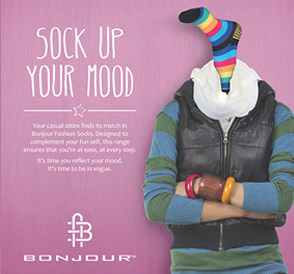 SOCK UP
YOUR MOOD
Your casual attire finds its match in
Bonjour Fashion Socks. Designed to
complement your fun self, this range
ensures that you're at ease, at every step.
It's time you reflect your mood.
It's time to be in vogue.
BONJOUR™